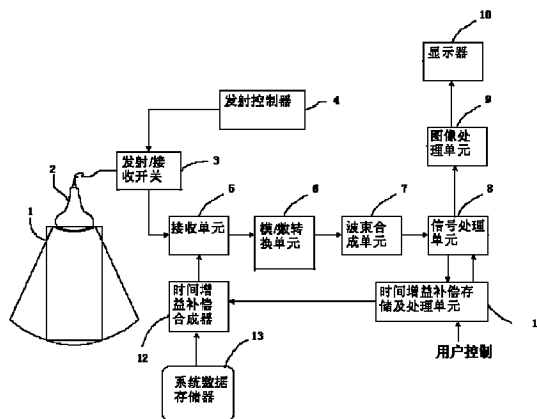 10
显示器
发射控制器
4
9
图像处
理单元
发射/接
收开关
3
2
1
5
6
7
8
接收单元
模/数转
换单元
波束合
成单元
信号处理
单元
时间增
益补偿
合成器
12
时间增益补偿存
储及处理单元
1
用户控制
13
系统数据
存储器